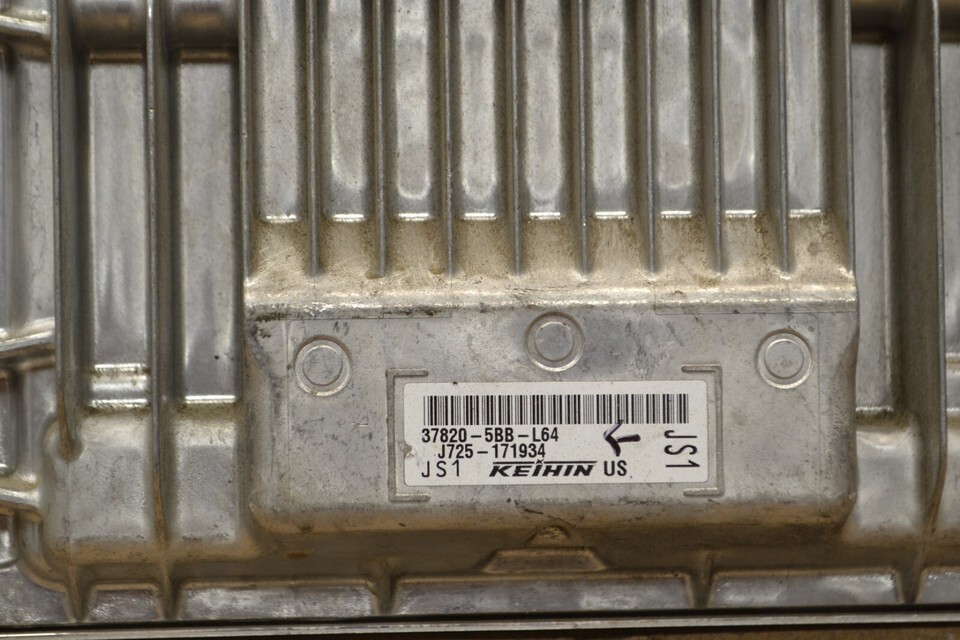 37820-5BB-L64
J725-171934
JS1 KEIHIN US
JS1